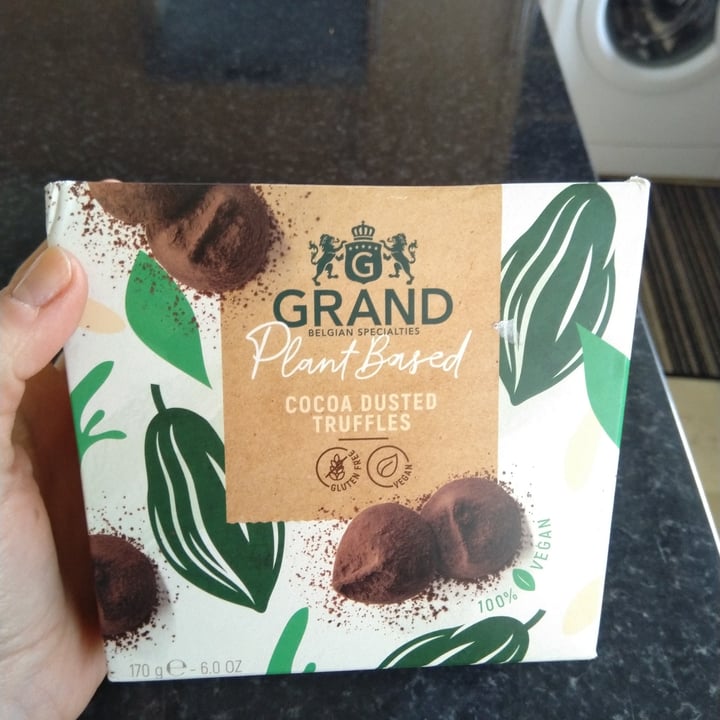 G
GRAND
BELGIAN SPECIALTIES
Plant Based
COCOA DUSTED
TRUFFLES
GLUTEN FREE
VEGAN
100% VEGAN
170 g ℮ - 6.0 OZ